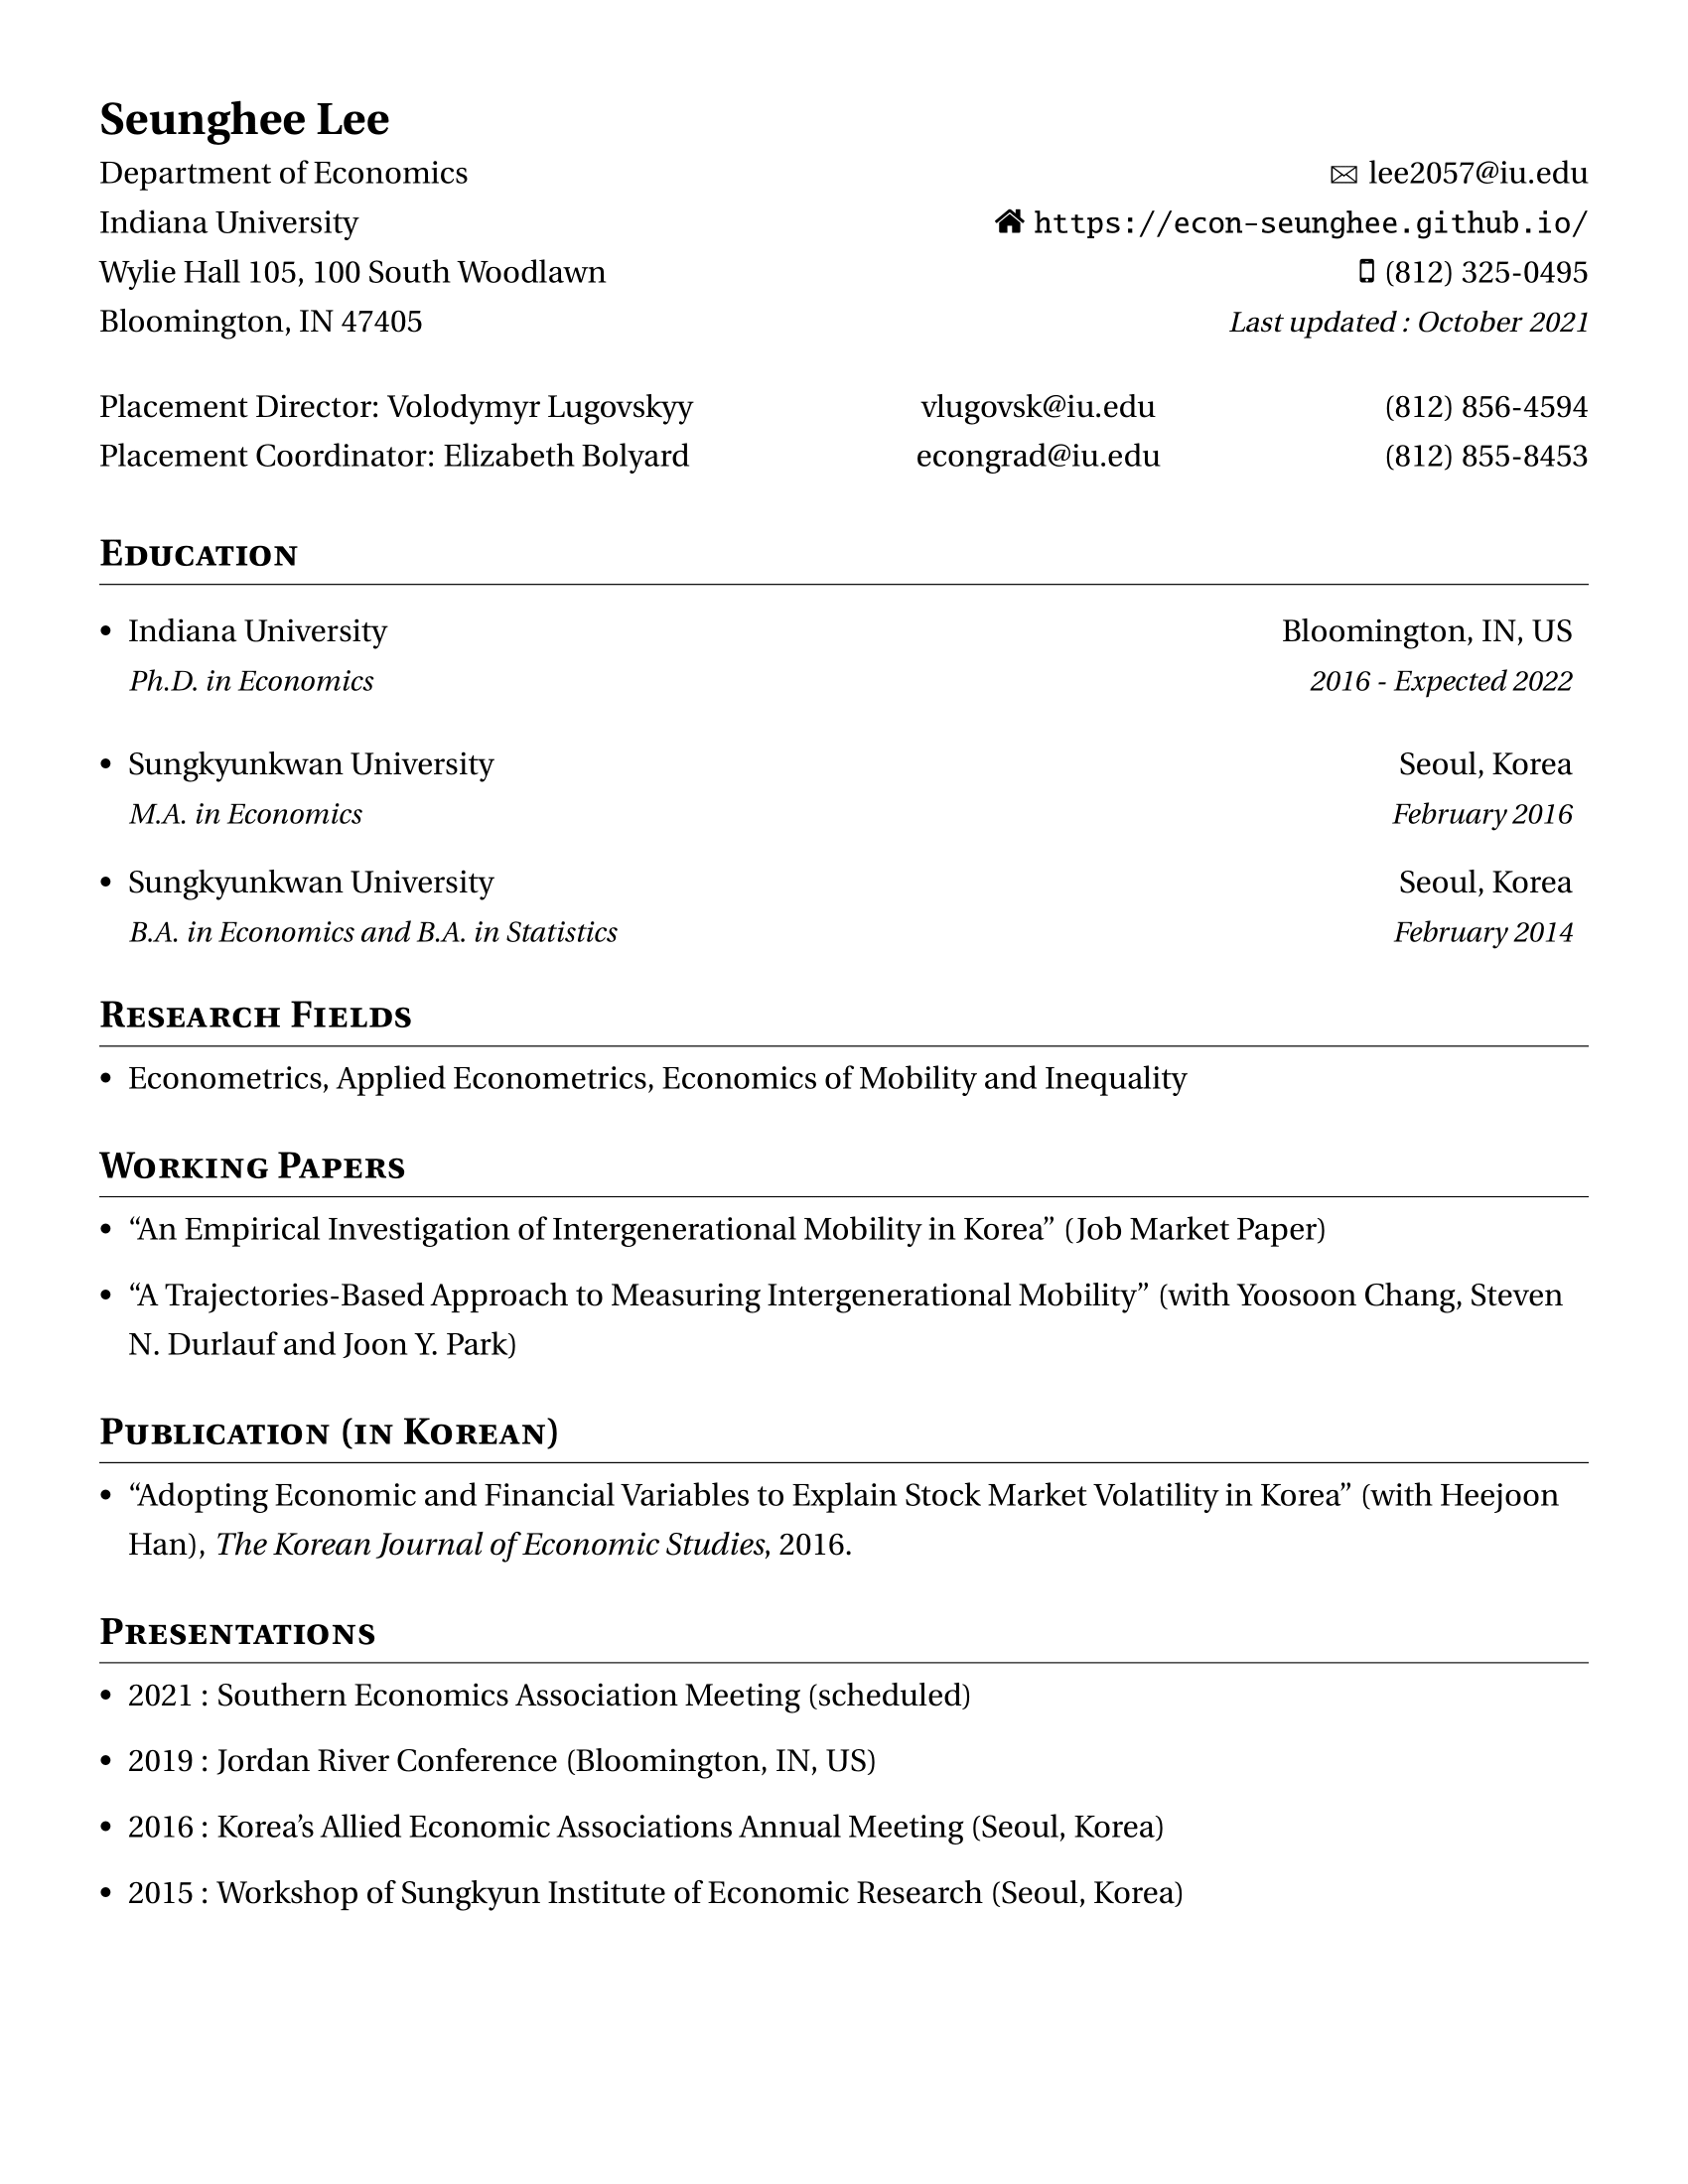 Seunghee Lee
Department of Economics
lee2057@iu.edu
Indiana University
https://econ-seunghee.github.io/
Wylie Hall 105, 100 South Woodlawn
(812) 325-0495
Bloomington, IN 47405
Last updated : October 2021
Placement Director: Volodymyr Lugovskyy vlugovsk@iu.edu (812) 856-4594
Placement Coordinator: Elizabeth Bolyard econgrad@iu.edu (812) 855-8453
Education
• Indiana University Bloomington, IN, US
Ph.D. in Economics 2016 - Expected 2022
• Sungkyunkwan University Seoul, Korea
M.A. in Economics February 2016
• Sungkyunkwan University Seoul, Korea
B.A. in Economics and B.A. in Statistics February 2014
Research Fields
• Econometrics, Applied Econometrics, Economics of Mobility and Inequality
Working Papers
• “An Empirical Investigation of Intergenerational Mobility in Korea” (Job Market Paper)
• “A Trajectories-Based Approach to Measuring Intergenerational Mobility” (with Yoosoon Chang, Steven
N. Durlauf and Joon Y. Park)
Publication (in Korean)
• “Adopting Economic and Financial Variables to Explain Stock Market Volatility in Korea” (with Heejoon
Han), The Korean Journal of Economic Studies, 2016.
Presentations
• 2021 : Southern Economics Association Meeting (scheduled)
• 2019 : Jordan River Conference (Bloomington, IN, US)
• 2016 : Korea’s Allied Economic Associations Annual Meeting (Seoul, Korea)
• 2015 : Workshop of Sungkyun Institute of Economic Research (Seoul, Korea)